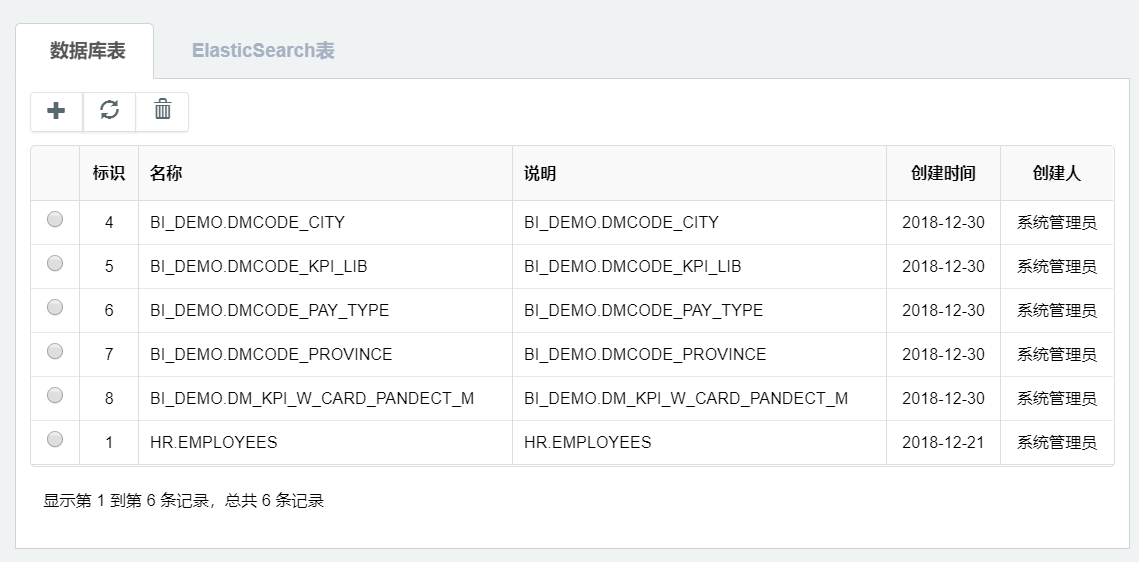 数据库表 ElasticSearch表
标识 名称 说明 创建时间 创建人
4 BI_DEMO.DMCODE_CITY BI_DEMO.DMCODE_CITY 2018-12-30 系统管理员
5 BI_DEMO.DMCODE_KPI_LIB BI_DEMO.DMCODE_KPI_LIB 2018-12-30 系统管理员
6 BI_DEMO.DMCODE_PAY_TYPE BI_DEMO.DMCODE_PAY_TYPE 2018-12-30 系统管理员
7 BI_DEMO.DMCODE_PROVINCE BI_DEMO.DMCODE_PROVINCE 2018-12-30 系统管理员
8 BI_DEMO.DM_KPI_W_CARD_PANDECT_M BI_DEMO.DM_KPI_W_CARD_PANDECT_M 2018-12-30 系统管理员
1 HR.EMPLOYEES HR.EMPLOYEES 2018-12-21 系统管理员
显示第 1 到第 6 条记录，总共 6 条记录